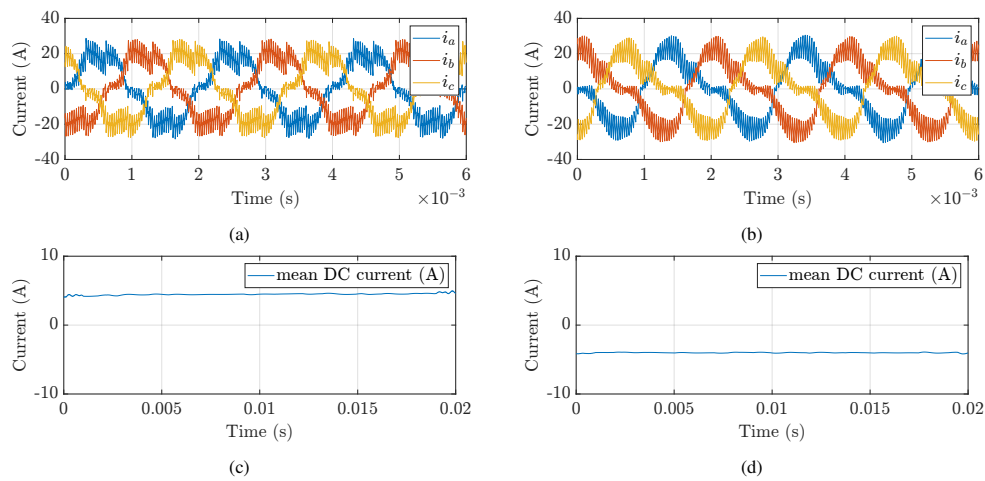 40
20
0
-20
-40
Current (A)
i_a
i_b
i_c
0 1 2 3 4 5 6
Time (s)
×10⁻³
(a)
40
20
0
-20
-40
Current (A)
i_a
i_b
i_c
0 1 2 3 4 5 6
Time (s)
×10⁻³
(b)
10
0
-10
Current (A)
mean DC current (A)
0 0.005 0.01 0.015 0.02
Time (s)
(c)
10
0
-10
Current (A)
mean DC current (A)
0 0.005 0.01 0.015 0.02
Time (s)
(d)